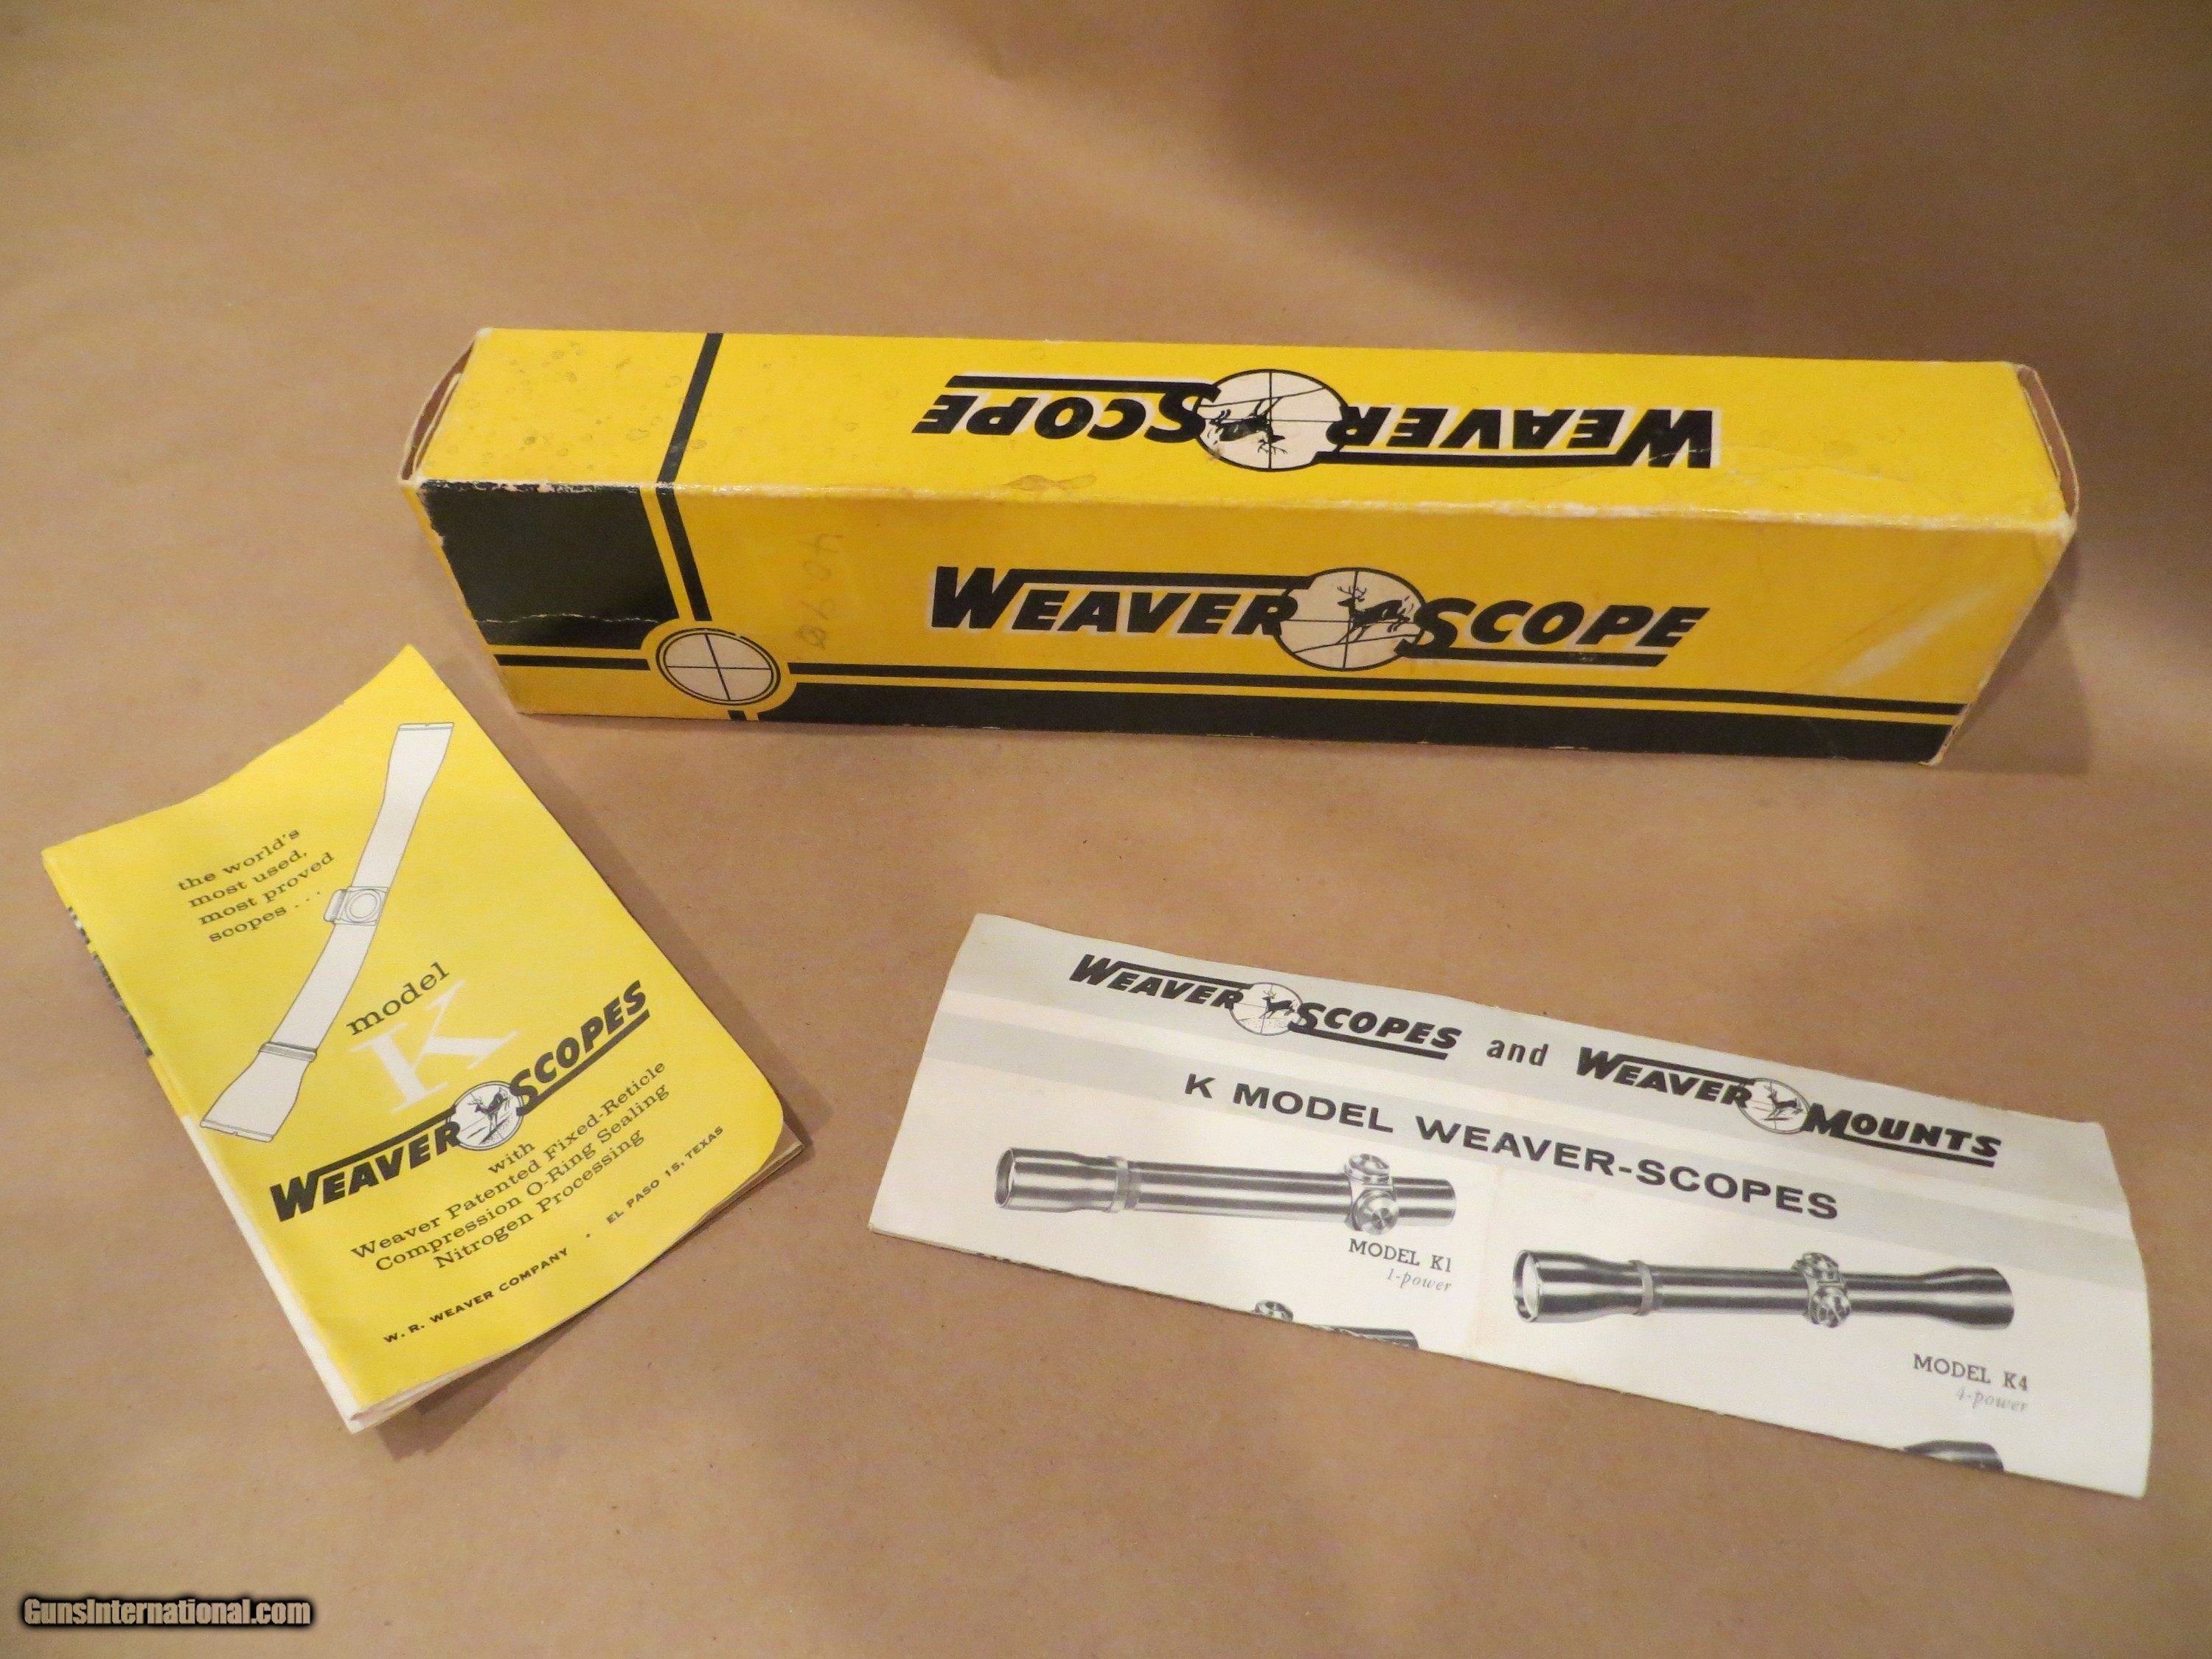 WEAVER SCOPE
WEAVER SCOPE
the world's
most used,
most proved
scopes . . .
model
K
WEAVER SCOPES
with
Weaver Patented Fixed-Reticle
Compression O-Ring Sealing
Nitrogen Processing
W. R. WEAVER COMPANY • EL PASO 15, TEXAS
WEAVER SCOPES and WEAVER MOUNTS
K MODEL WEAVER-SCOPES
MODEL K1
1-power
MODEL K4
4-power
GunsInternational.com